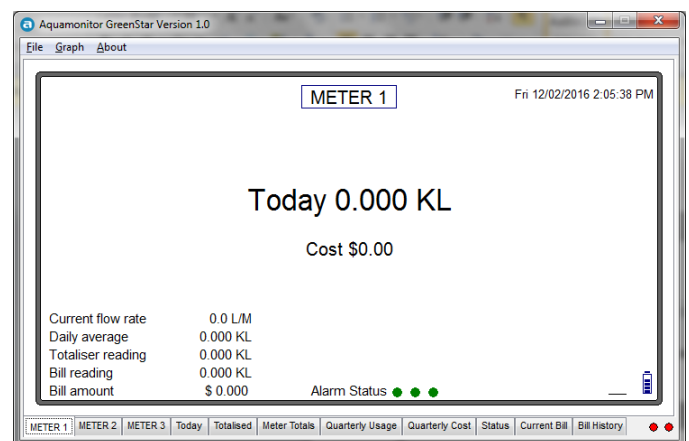 Aquamonitor GreenStar Version 1.0
File Graph About
METER 1
Fri 12/02/2016 2:05:38 PM
Today 0.000 KL
Cost $0.00
Current flow rate 0.0 L/M
Daily average 0.000 KL
Totaliser reading 0.000 KL
Bill reading 0.000 KL
Bill amount $ 0.000
Alarm Status
METER 1 METER 2 METER 3 Today Totalised Meter Totals Quarterly Usage Quarterly Cost Status Current Bill Bill History